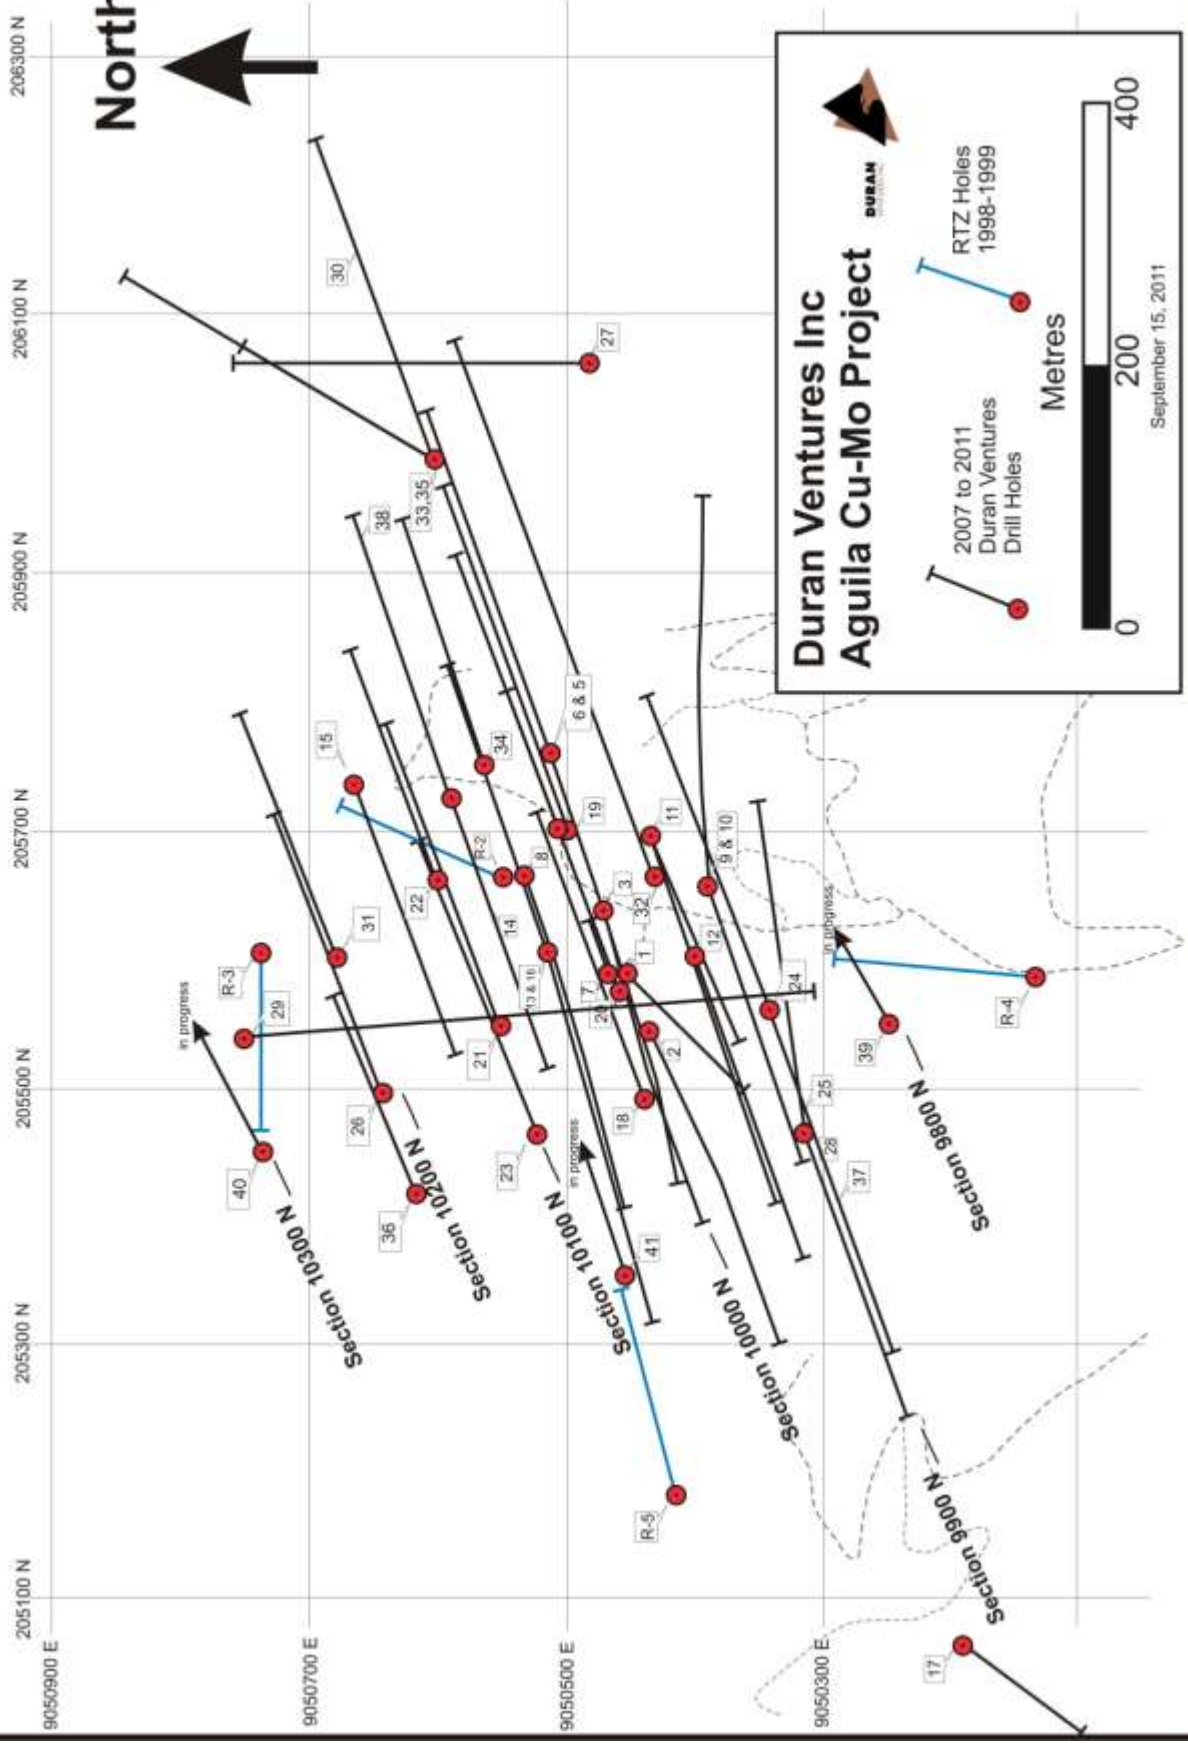 North
206300 N
206100 N
205900 N
205700 N
205500 N
205300 N
205100 N
9050900 E
9050700 E
9050500 E
9050300 E
30
27
33,35
38
6 & 5
34
15
19
11
9 & 10
R-2
8
3
32
22
14
31
13 & 16
1
7
12
24
R-3
29
in progress
in progress
in progress
21
2
39
R-4
26
18
25
28
40
23
37
36
41
R-5
17
Section 10300 N
Section 10200 N
Section 10100 N
Section 10000 N
Section 9900 N
Section 9800 N
Duran Ventures Inc
Aguila Cu-Mo Project
DURAN
2007 to 2011
Duran Ventures
Drill Holes
RTZ Holes
1998-1999
Metres
0
200
400
September 15, 2011